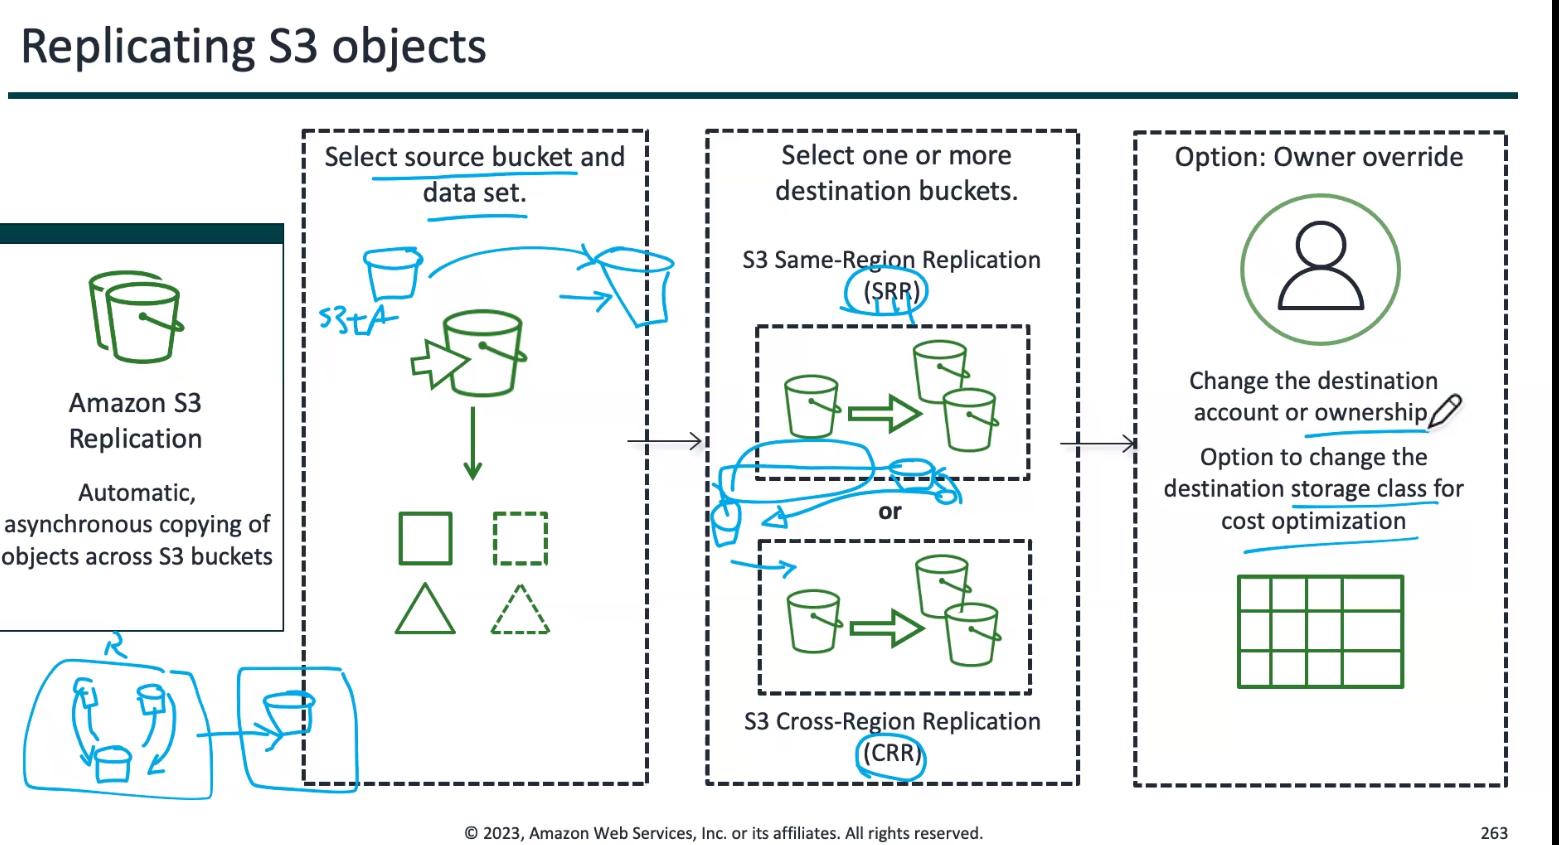 Replicating S3 objects
Amazon S3
Replication
Automatic,
asynchronous copying of
objects across S3 buckets
R
Select source bucket and
data set.
Select one or more
destination buckets.
S3 Same-Region Replication
(SRR)
or
S3 Cross-Region Replication
(CRR)
Option: Owner override
Change the destination
account or ownership
Option to change the
destination storage class for
cost optimization
© 2023, Amazon Web Services, Inc. or its affiliates. All rights reserved.
263